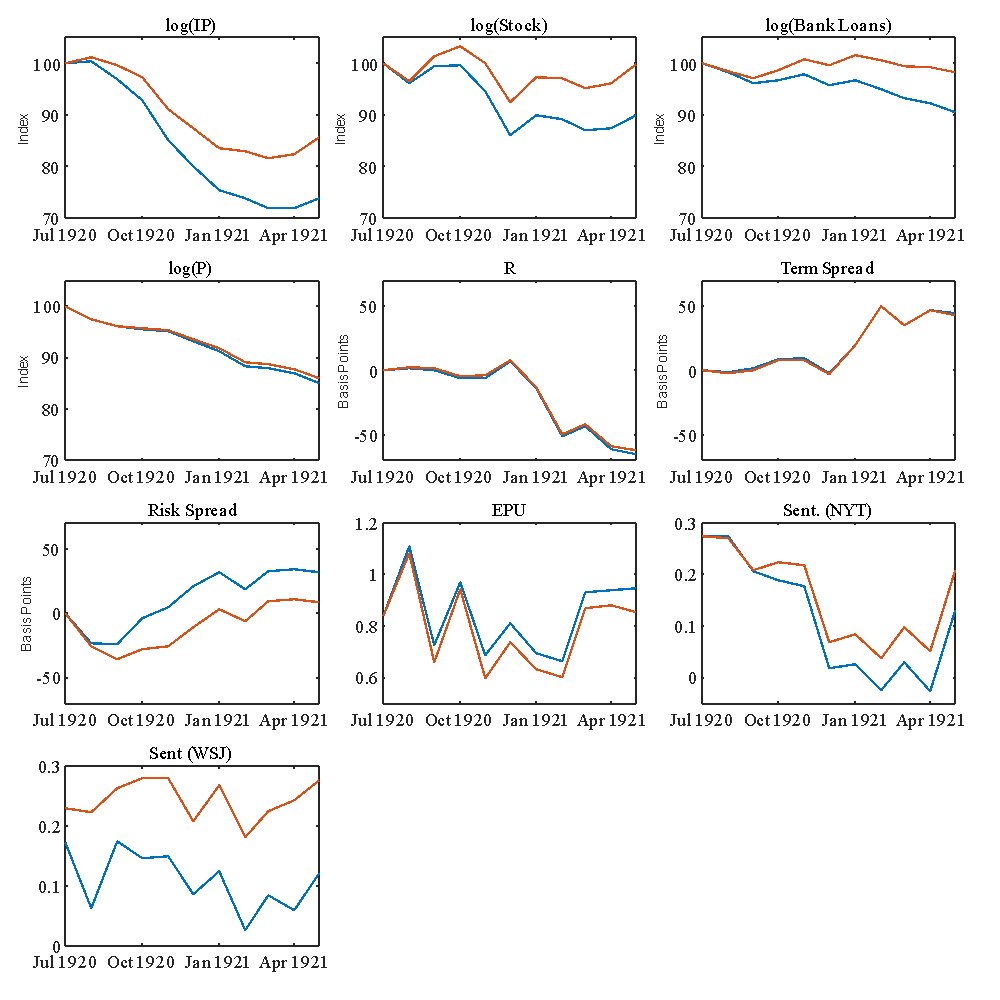 log(IP)
log(Stock)
log(Bank Loans)
100
90
80
70
Index
Jul 1920 Oct 1920 Jan 1921 Apr 1921
100
90
80
70
Index
Jul 1920 Oct 1920 Jan 1921 Apr 1921
100
90
80
70
Index
Jul 1920 Oct 1920 Jan 1921 Apr 1921
log(P)
R
Term Spread
100
90
80
70
Index
Jul 1920 Oct 1920 Jan 1921 Apr 1921
50
0
-50
Basis Points
Jul 1920 Oct 1920 Jan 1921 Apr 1921
50
0
-50
Basis Points
Jul 1920 Oct 1920 Jan 1921 Apr 1921
Risk Spread
EPU
Sent. (NYT)
50
0
-50
Basis Points
Jul 1920 Oct 1920 Jan 1921 Apr 1921
1.2
1
0.8
0.6
Jul 1920 Oct 1920 Jan 1921 Apr 1921
0.3
0.2
0.1
0
Jul 1920 Oct 1920 Jan 1921 Apr 1921
Sent (WSJ)
0.3
0.2
0.1
0
Jul 1920 Oct 1920 Jan 1921 Apr 1921